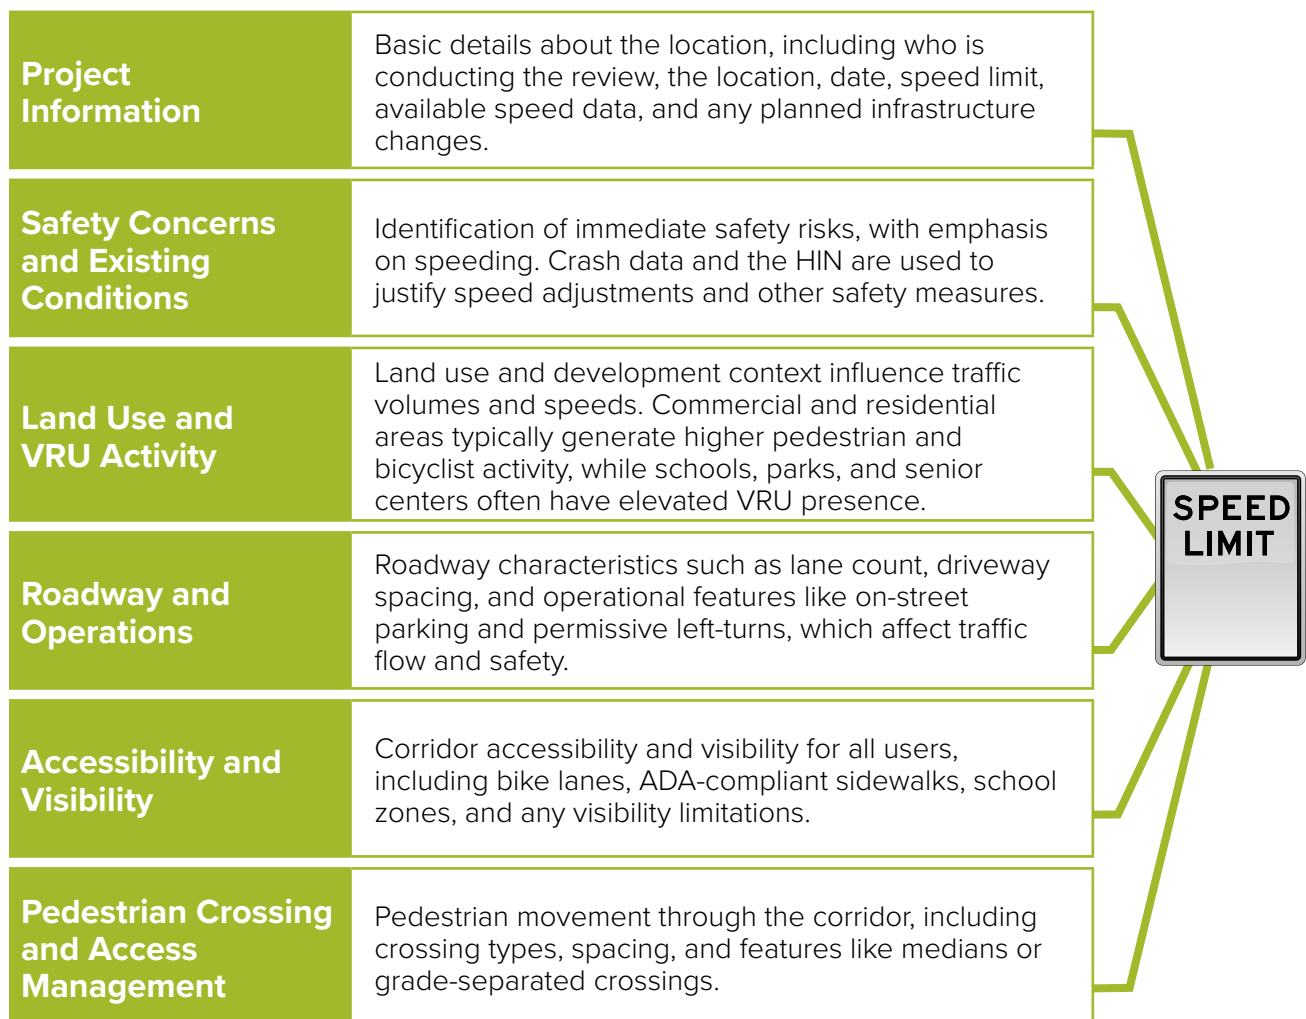 Project
Information
Basic details about the location, including who is
conducting the review, the location, date, speed limit,
available speed data, and any planned infrastructure
changes.
Safety Concerns
and Existing
Conditions
Identification of immediate safety risks, with emphasis
on speeding. Crash data and the HIN are used to
justify speed adjustments and other safety measures.
Land Use and
VRU Activity
Land use and development context influence traffic
volumes and speeds. Commercial and residential
areas typically generate higher pedestrian and
bicyclist activity, while schools, parks, and senior
centers often have elevated VRU presence.
Roadway and
Operations
Roadway characteristics such as lane count, driveway
spacing, and operational features like on-street
parking and permissive left-turns, which affect traffic
flow and safety.
Accessibility and
Visibility
Corridor accessibility and visibility for all users,
including bike lanes, ADA-compliant sidewalks, school
zones, and any visibility limitations.
Pedestrian Crossing
and Access
Management
Pedestrian movement through the corridor, including
crossing types, spacing, and features like medians or
grade-separated crossings.
SPEED
LIMIT